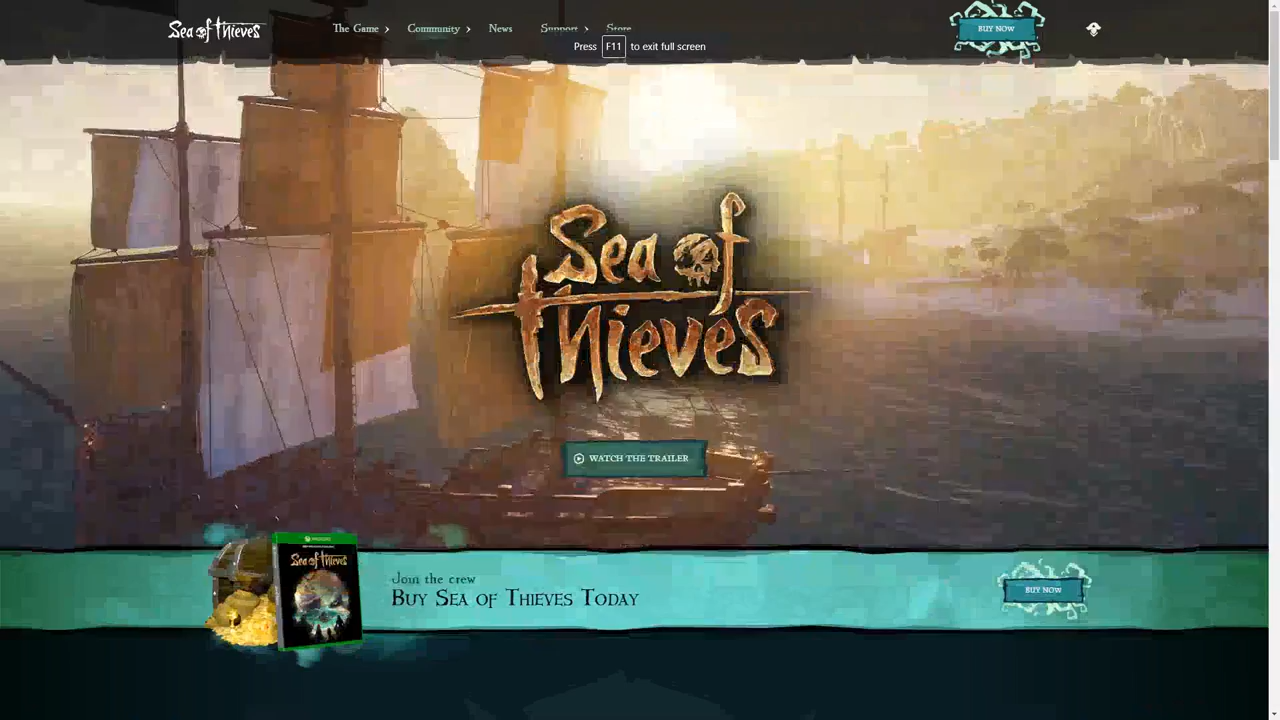 Sea of Thieves
The Game
Community
News
Support
Store
BUY NOW
Press F11 to exit full screen
Sea of
Thieves
WATCH THE TRAILER
Sea of Thieves
Join the crew
Buy Sea of Thieves Today
BUY NOW